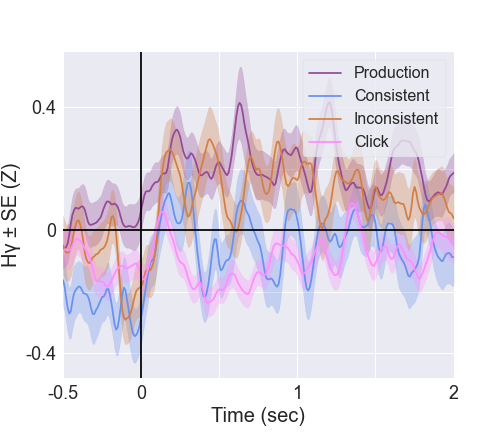 Production
Consistent
Inconsistent
Click
Hγ ± SE (Z)
0.4
0
-0.4
-0.5
0
1
2
Time (sec)